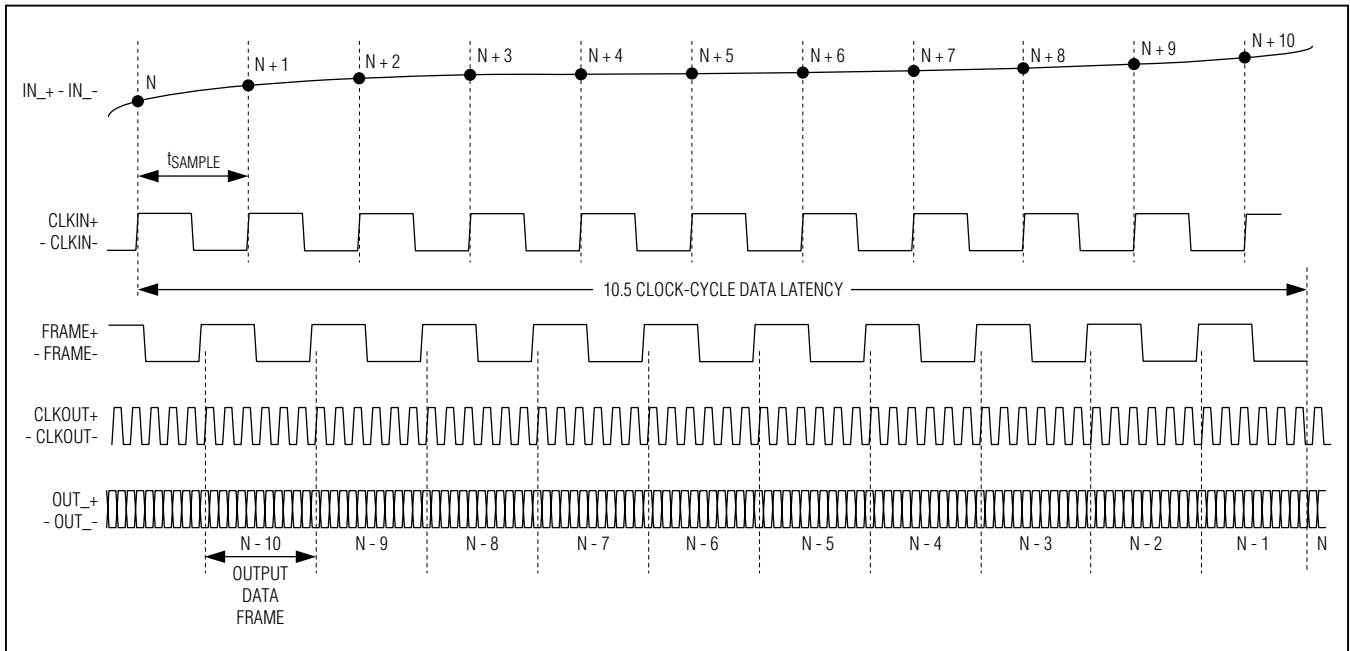 N
N + 1
N + 2
N + 3
N + 4
N + 5
N + 6
N + 7
N + 8
N + 9
N + 10
IN_+ - IN_-
tSAMPLE
CLKIN+
- CLKIN-
10.5 CLOCK-CYCLE DATA LATENCY
FRAME+
- FRAME-
CLKOUT+
- CLKOUT-
OUT_+
- OUT_-
N - 10
N - 9
N - 8
N - 7
N - 6
N - 5
N - 4
N - 3
N - 2
N - 1
N
OUTPUT
DATA
FRAME